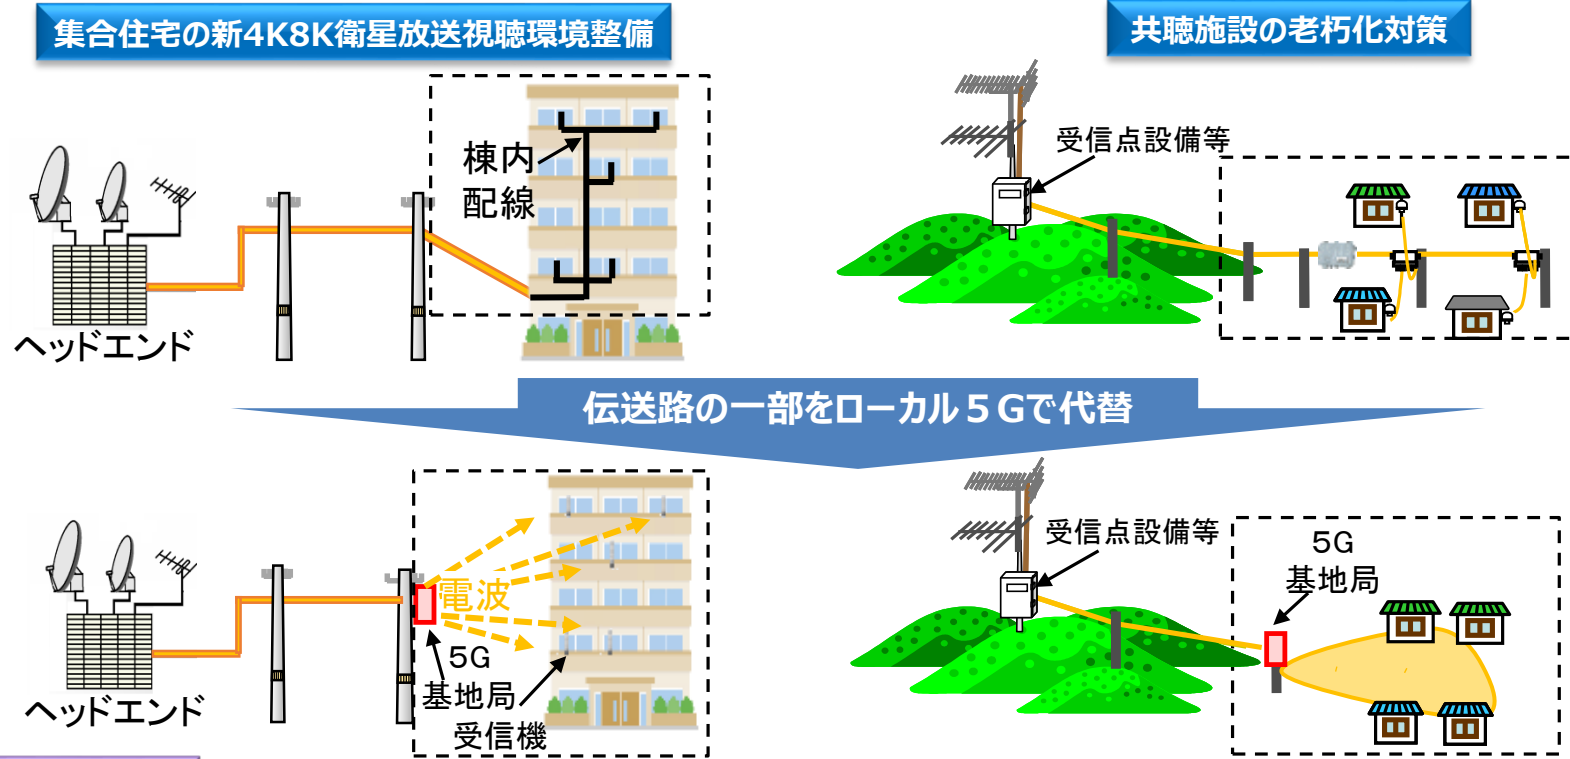 集合住宅の新4K8K衛星放送視聴環境整備
共聴施設の老朽化対策
棟内
配線
ヘッドエンド
受信点設備等
伝送路の一部をローカル５Gで代替
電波
5G
基地局
受信機
ヘッドエンド
受信点設備等
5G
基地局